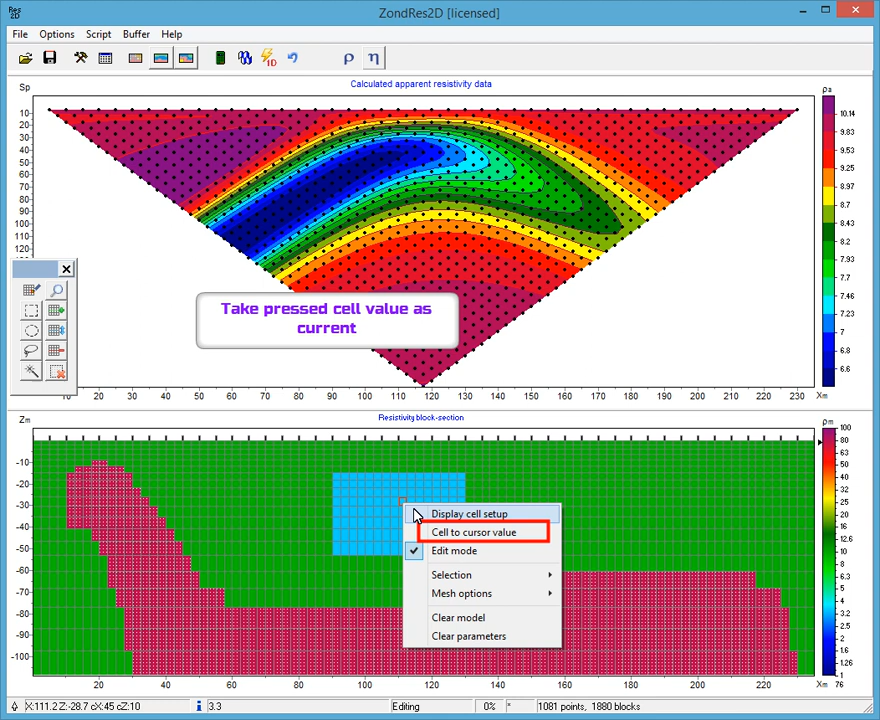 Res
2D
ZondRes2D [licensed]
File Options Script Buffer Help
1D
ρ η
Calculated apparent resistivity data
Sp
ρa
10
20
30
40
50
60
70
80
90
100
110
120
10.14
9.83
9.53
9.25
8.97
8.7
8.43
8.2
7.93
7.7
7.46
7.23
7
6.8
6.6
Take pressed cell value as
current
10 20 30 40 50 60 70 80 90 100 110 120 130 140 150 160 170 180 190 200 210 220 230 Xm
Resistivity block-section
Zm
ρm
-10
-20
-30
-40
-50
-60
-70
-80
-90
-100
Display cell setup
Cell to cursor value
Edit mode
Selection
Mesh options
Clear model
Clear parameters
100
80
60
50
40
30
25
20
16
12.6
10
8
6.3
5
4
3.2
2.5
2
1.6
1.26
1
20 40 60 80 100 120 140 160 180 200 220 Xm 76
X:111.2 Z:-28.7 cX:45 cZ:10 3.3 Editing 0% * 1081 points, 1880 blocks